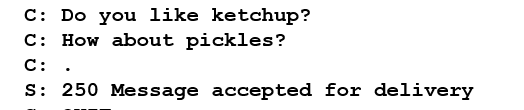 C: Do you like ketchup?
C: How about pickles?
C: .
S: 250 Message accepted for delivery